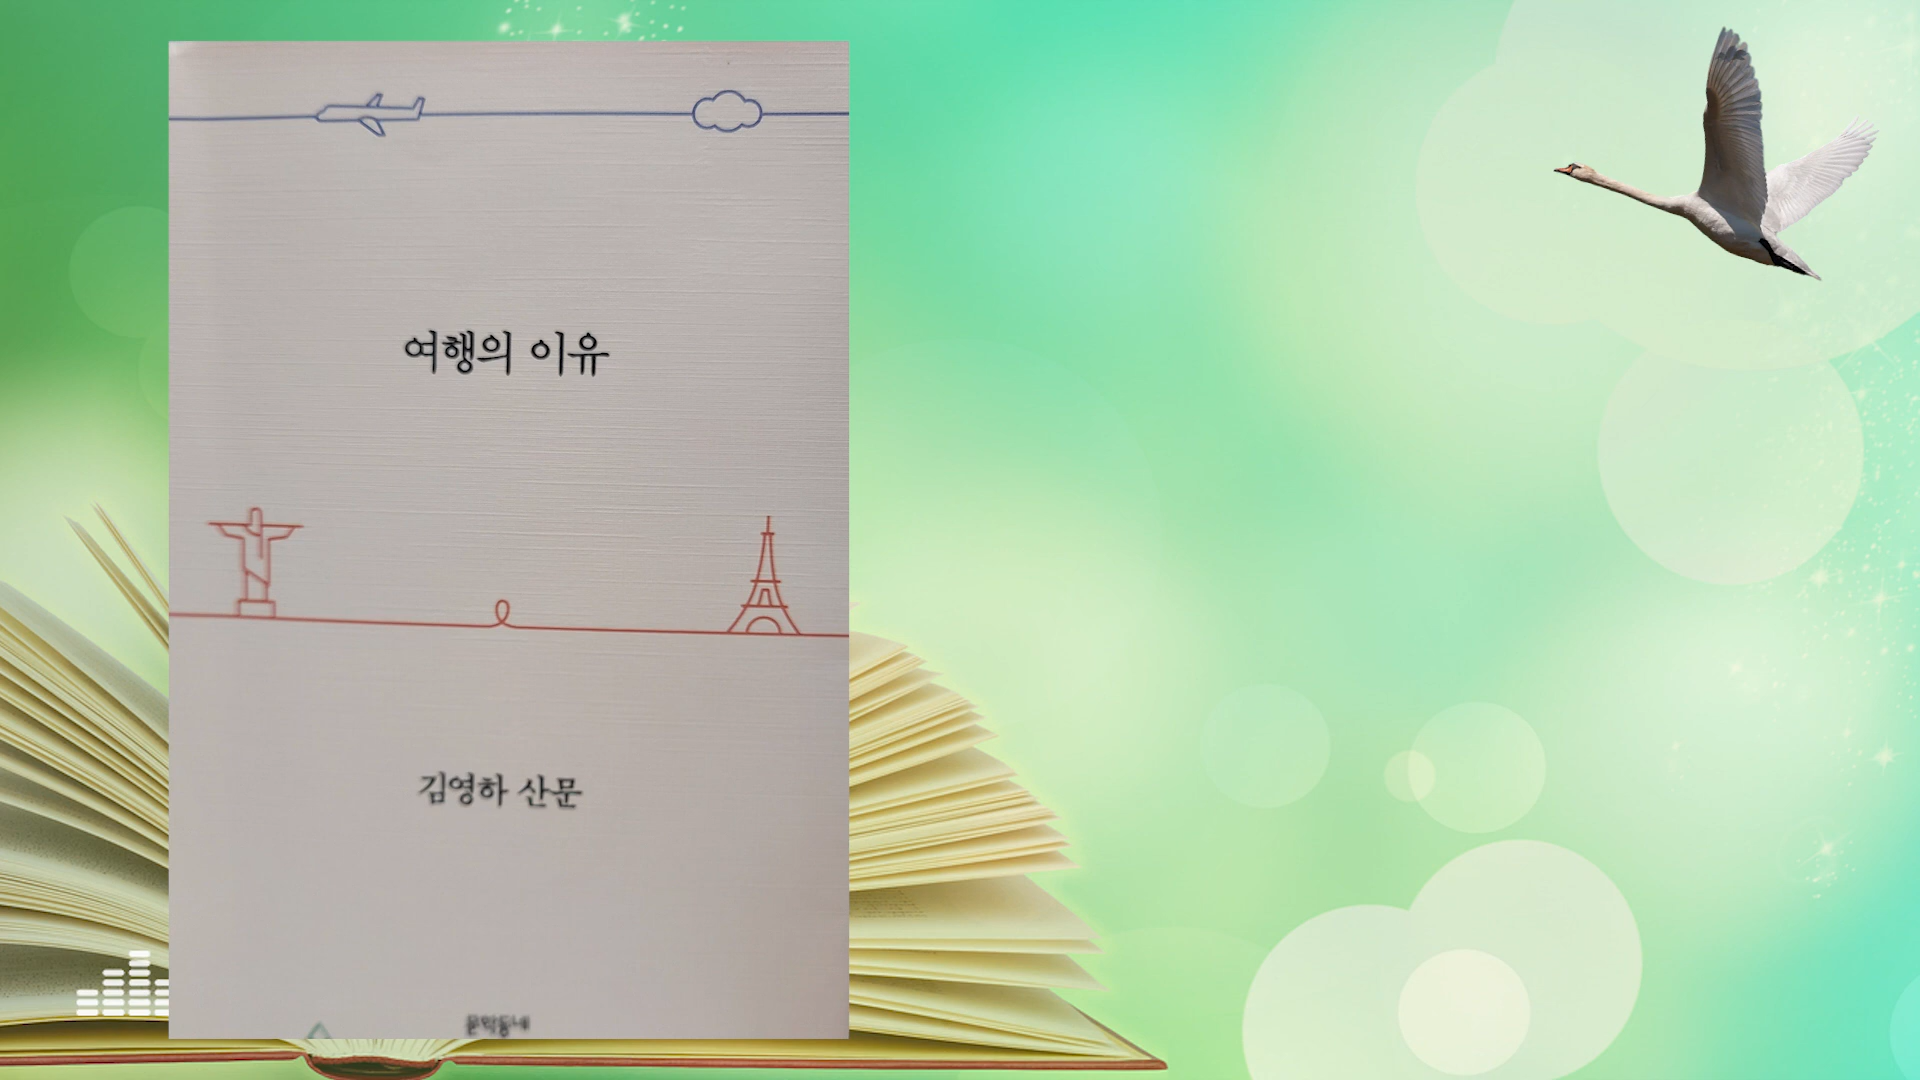 여행의 이유
김영하 산문
문학동네